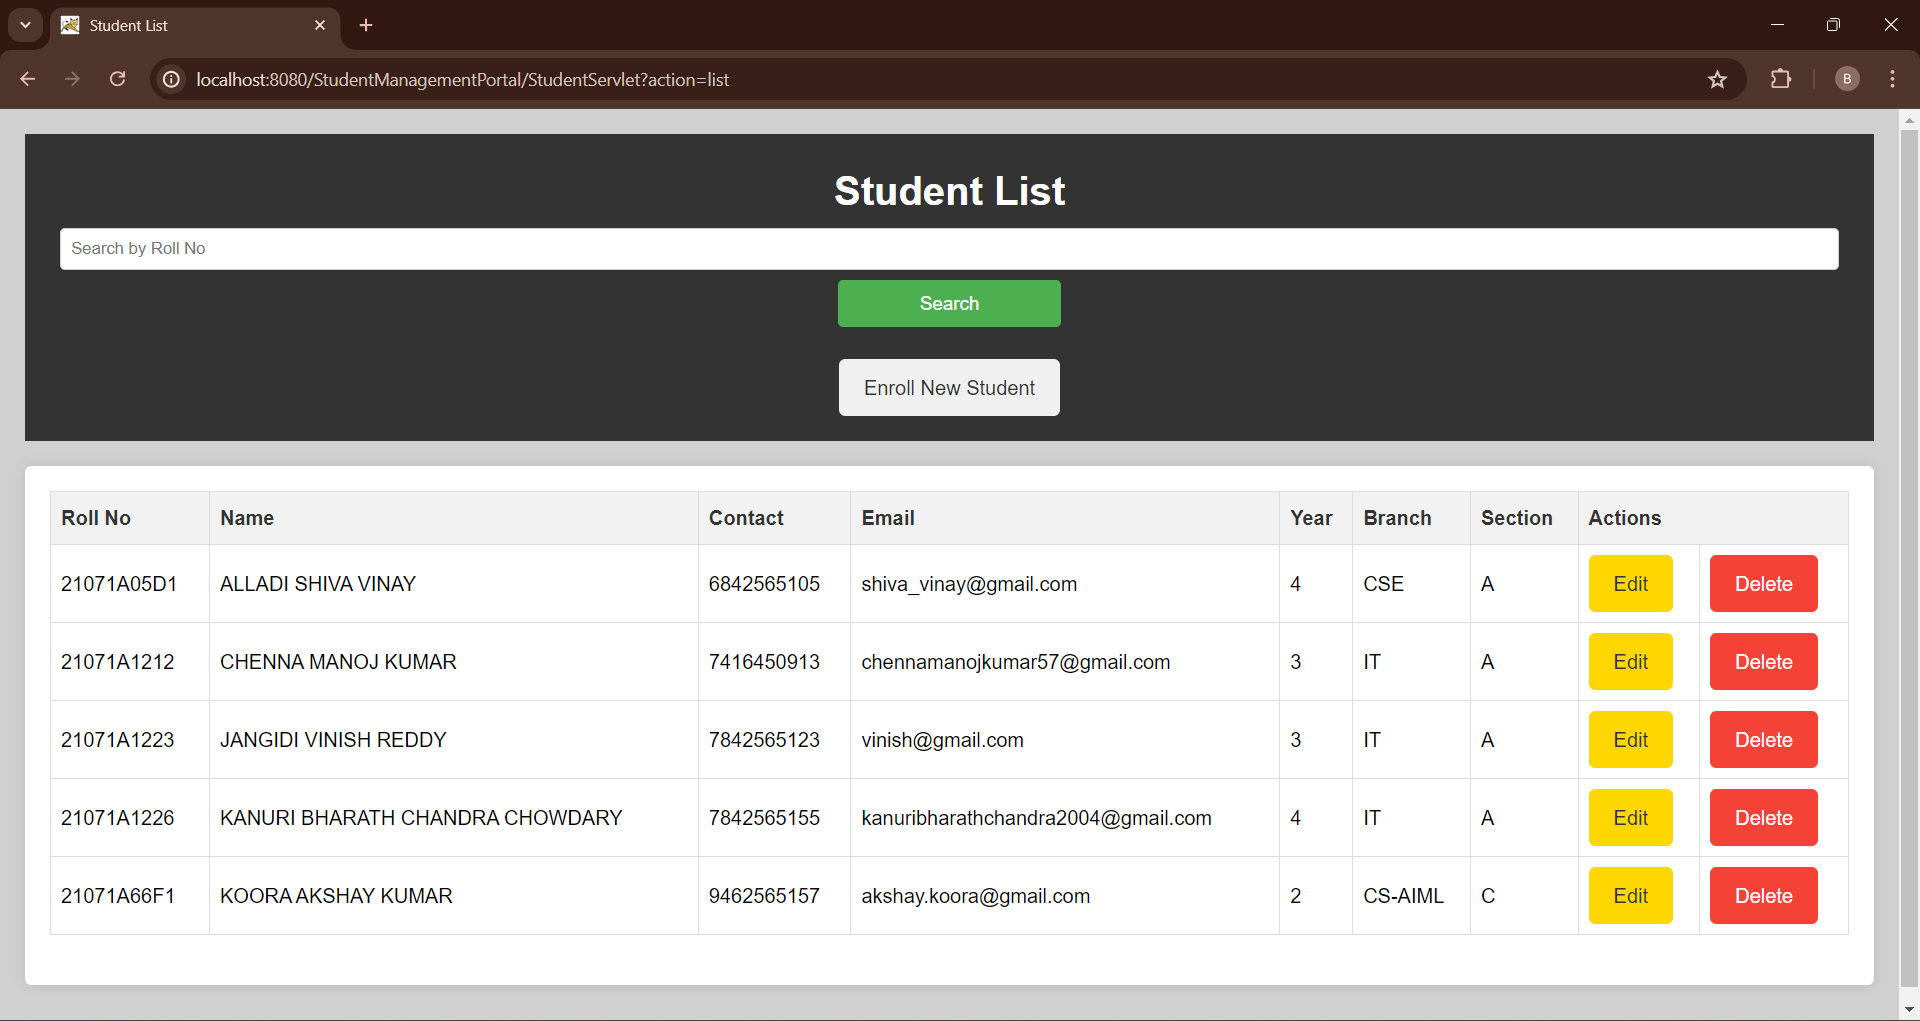 Student List
localhost:8080/StudentManagementPortal/StudentServlet?action=list
B
Student List
Search by Roll No
Search
Enroll New Student
Roll No Name Contact Email Year Branch Section Actions
21071A05D1 ALLADI SHIVA VINAY 6842565105 shiva_vinay@gmail.com 4 CSE A Edit Delete
21071A1212 CHENNA MANOJ KUMAR 7416450913 chennamanojkumar57@gmail.com 3 IT A Edit Delete
21071A1223 JANGIDI VINISH REDDY 7842565123 vinish@gmail.com 3 IT A Edit Delete
21071A1226 KANURI BHARATH CHANDRA CHOWDARY 7842565155 kanuribharathchandra2004@gmail.com 4 IT A Edit Delete
21071A66F1 KOORA AKSHAY KUMAR 9462565157 akshay.koora@gmail.com 2 CS-AIML C Edit Delete